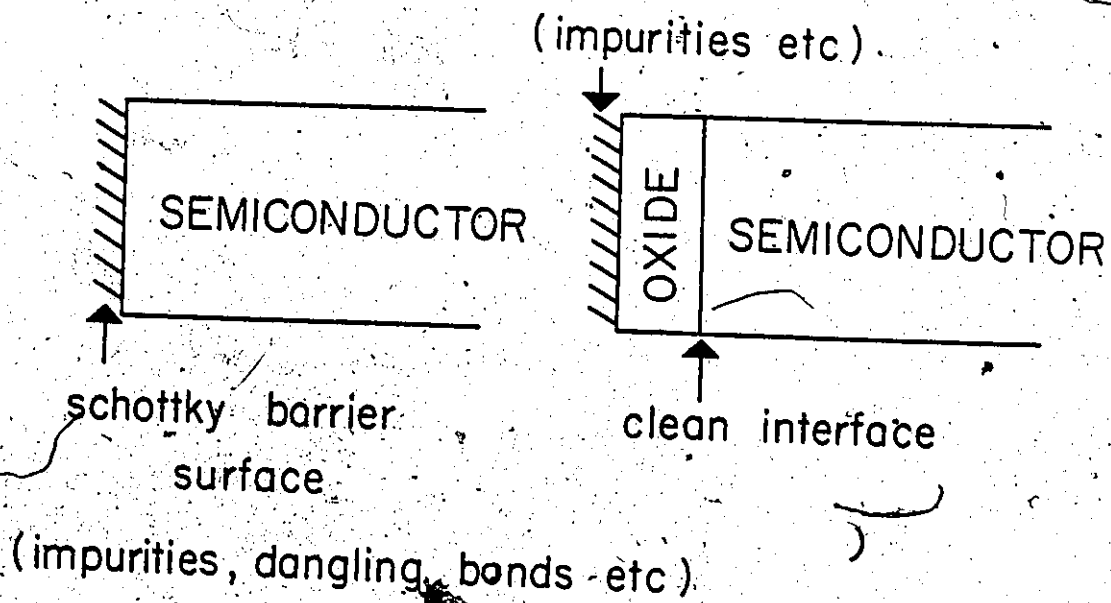 (impurities etc).
SEMICONDUCTOR
OXIDE
SEMICONDUCTOR
schottky barrier
surface
clean interface
(impurities, dangling bonds etc)